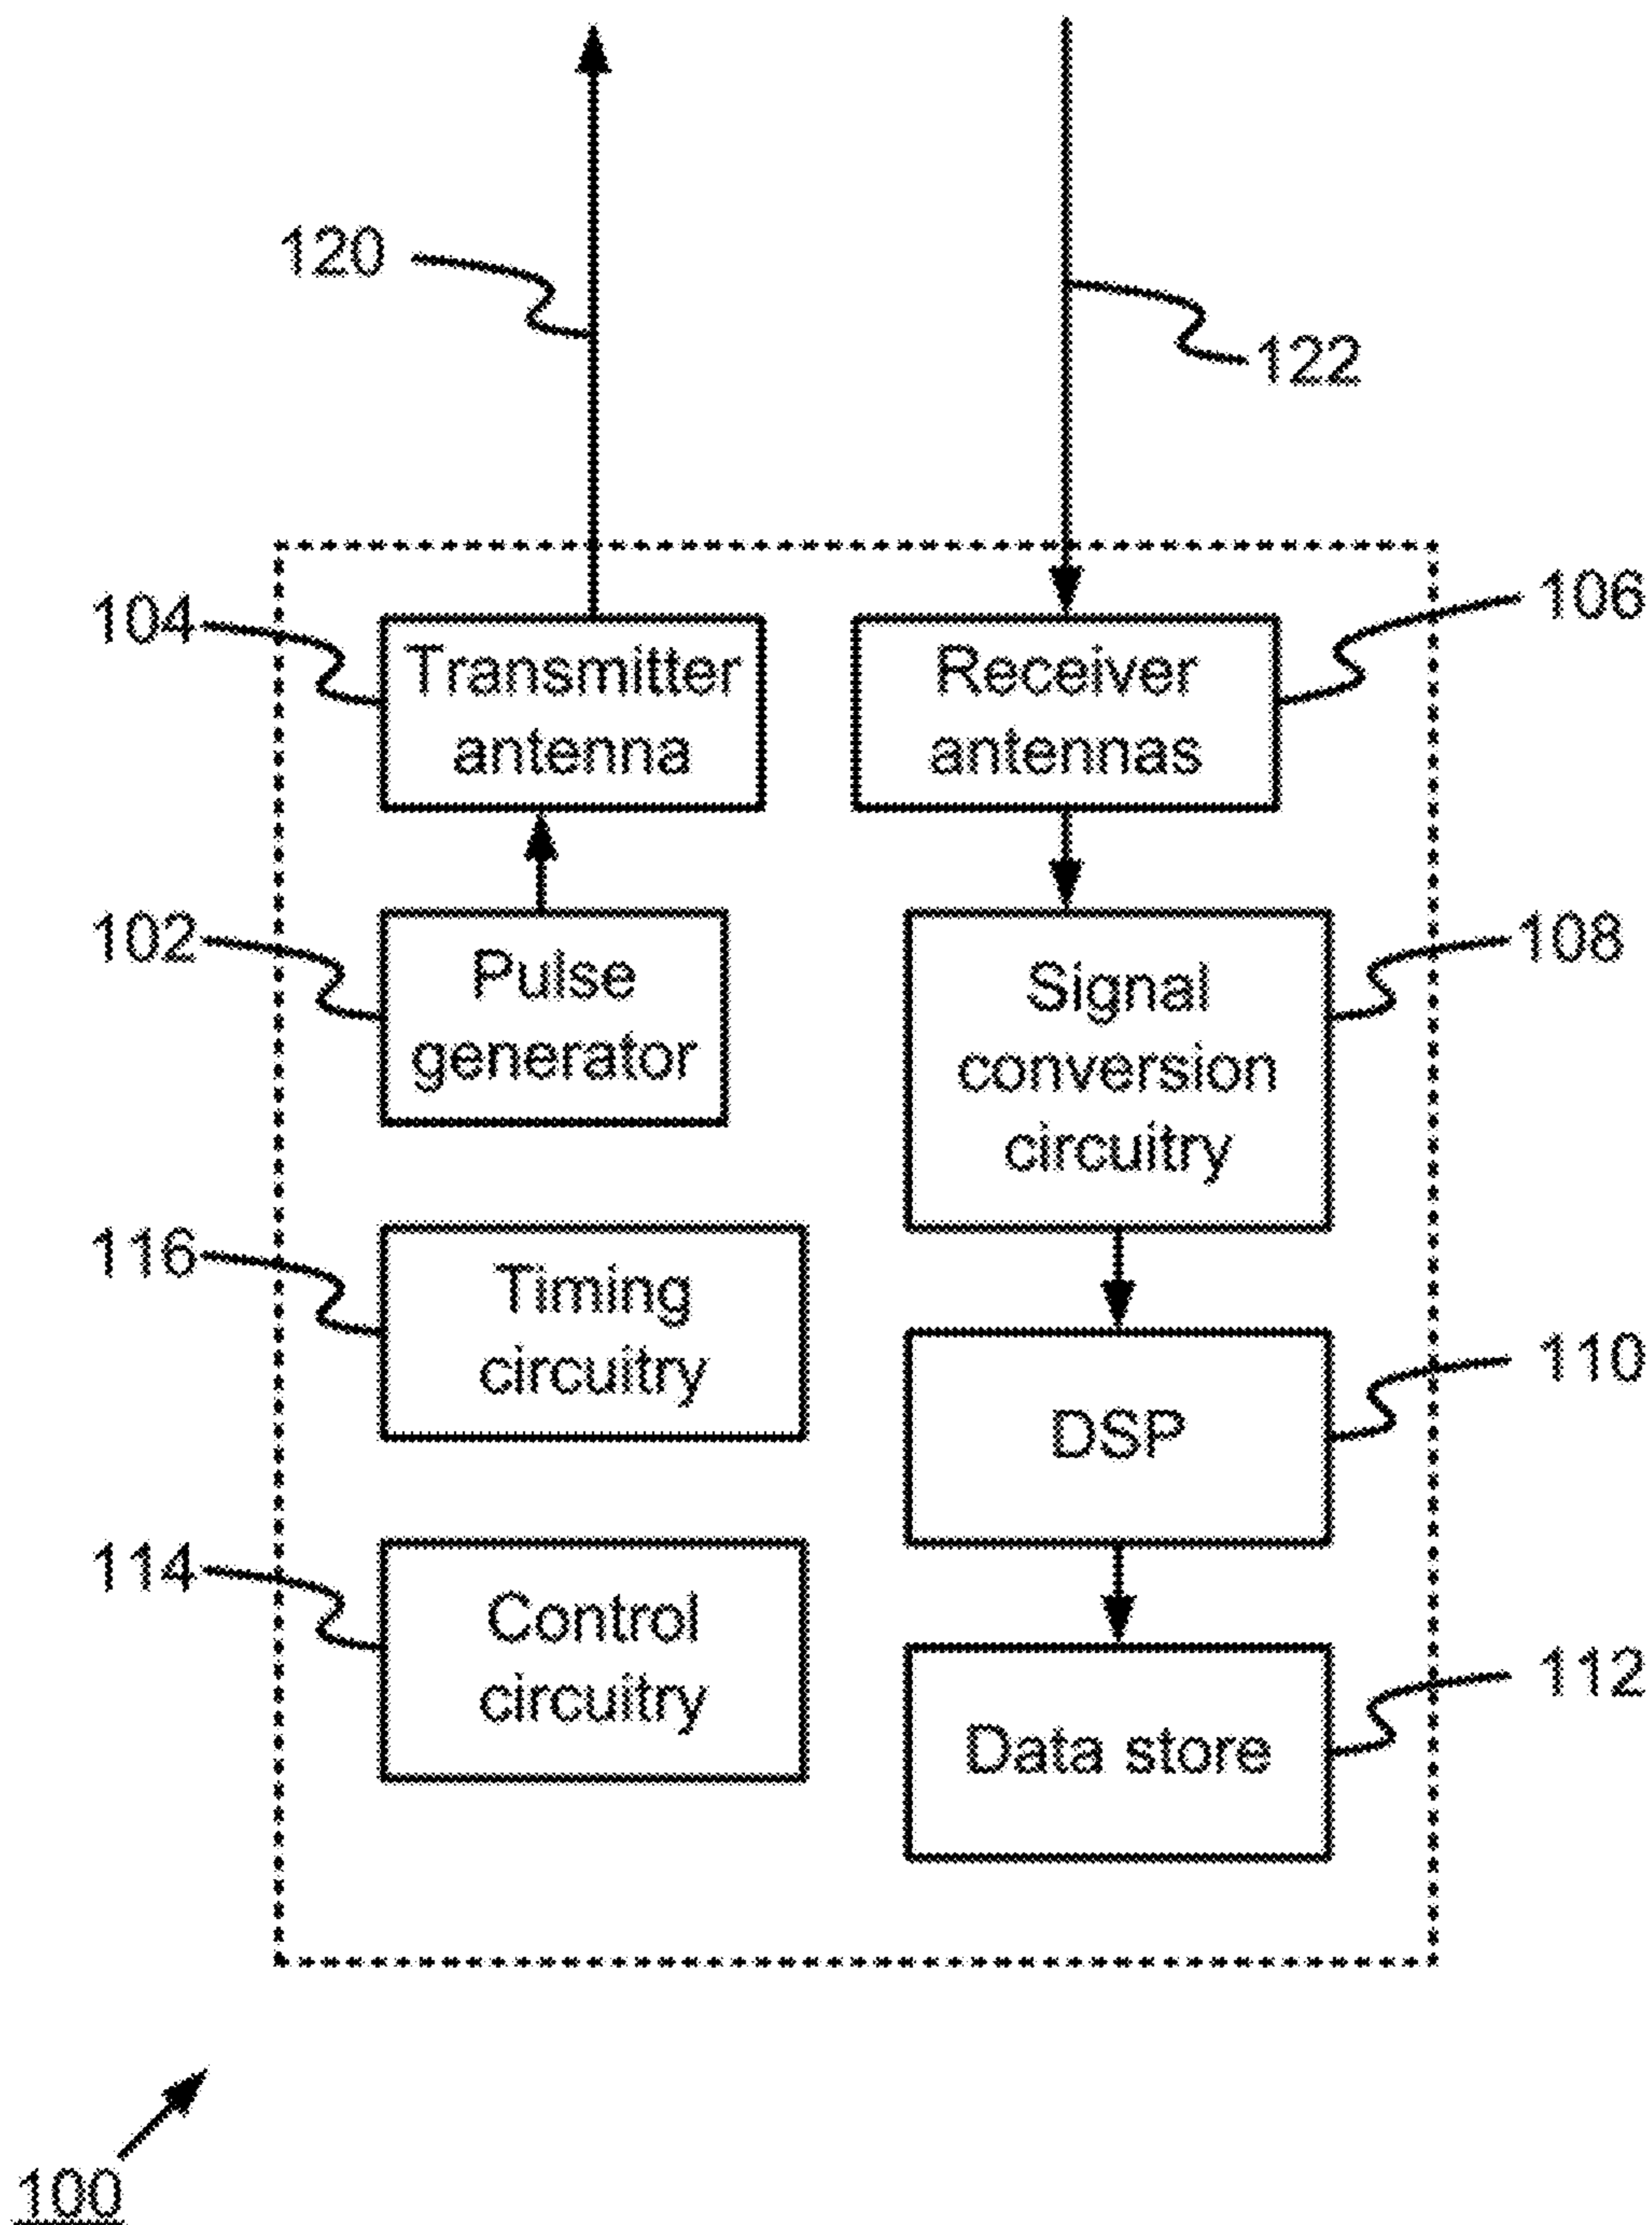 120
122
104
Transmitter
antenna
Receiver
antennas
106
102
Pulse
generator
Signal
conversion
circuitry
108
116
Timing
circuitry
DSP
110
114
Control
circuitry
Data store
112
100